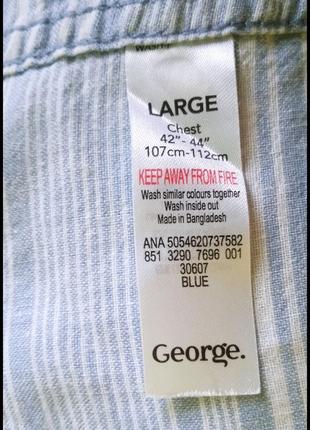 LARGE
Chest
42"- 44"
107cm-112cm
KEEP AWAY FROM FIRE
Wash similar colours together
Wash inside out
Made in Bangladesh
ANA 5054620737582
851 3290 7696 001
30607
BLUE
George.